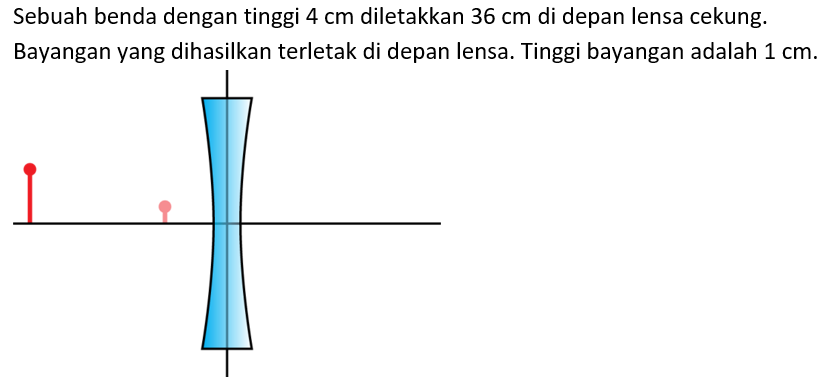 Sebuah benda dengan tinggi 4 cm diletakkan 36 cm di depan lensa cekung.
Bayangan yang dihasilkan terletak di depan lensa. Tinggi bayangan adalah 1 cm.